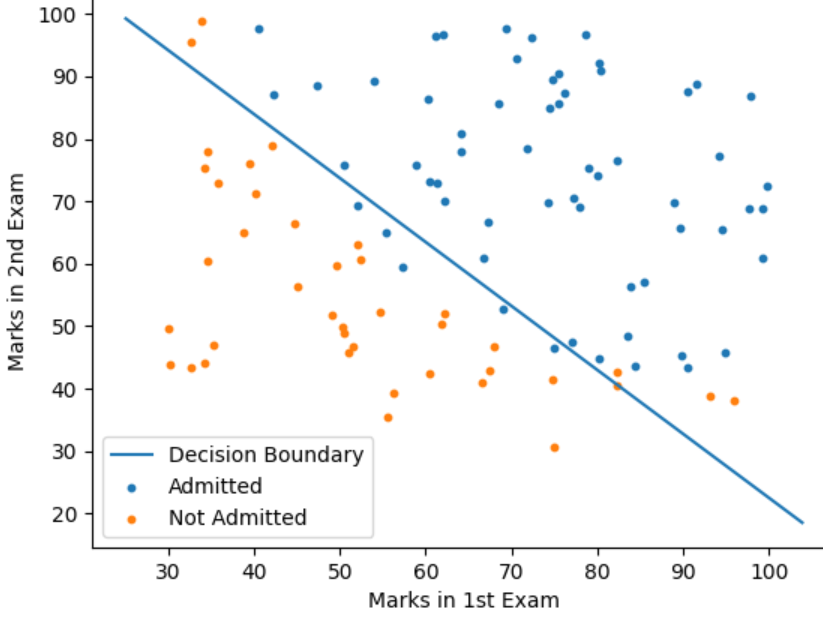 100
90
80
70
60
50
40
30
20
Marks in 2nd Exam
Decision Boundary
Admitted
Not Admitted
30 40 50 60 70 80 90 100
Marks in 1st Exam